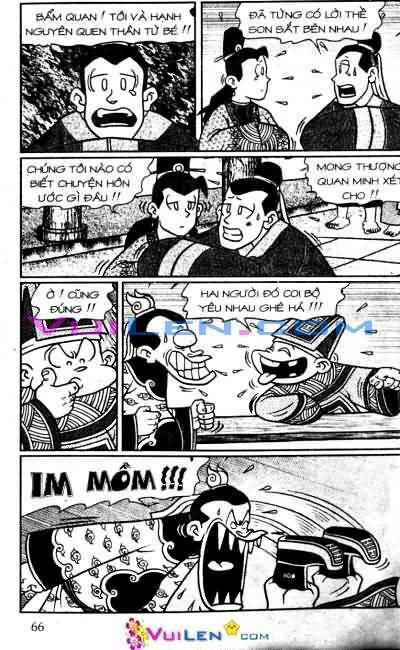 BẨM QUAN! TÔI VÀ HẠNH
NGUYÊN QUEN THÂN TỪ BÉ!!
ĐÃ TỪNG CÓ LỜI THỀ
SON SẮT BÊN NHAU!
CHÚNG TÔI NÀO CÓ
BIẾT CHUYỆN HÔN
ƯỚC GÌ ĐÂU!!
MONG THƯỢNG
QUAN MINH XÉT
CHO!!
Ờ! CŨNG
ĐÚNG!!
HAI NGƯỜI ĐÓ COI BỘ
YÊU NHAU GHÊ HÁ!!!
VUILEN.COM
IM MỒM!!!
66
VUILEN.COM